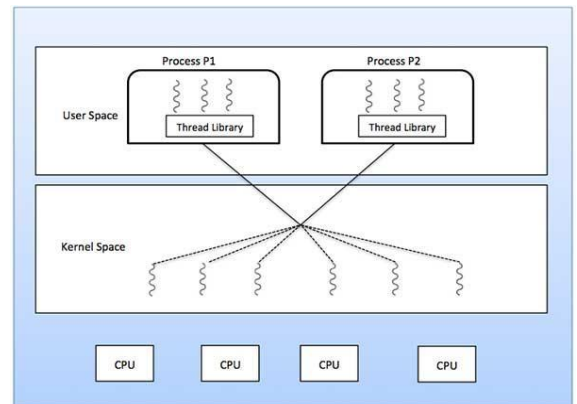 Process P1
Process P2
User Space
Thread Library
Thread Library
Kernel Space
CPU
CPU
CPU
CPU